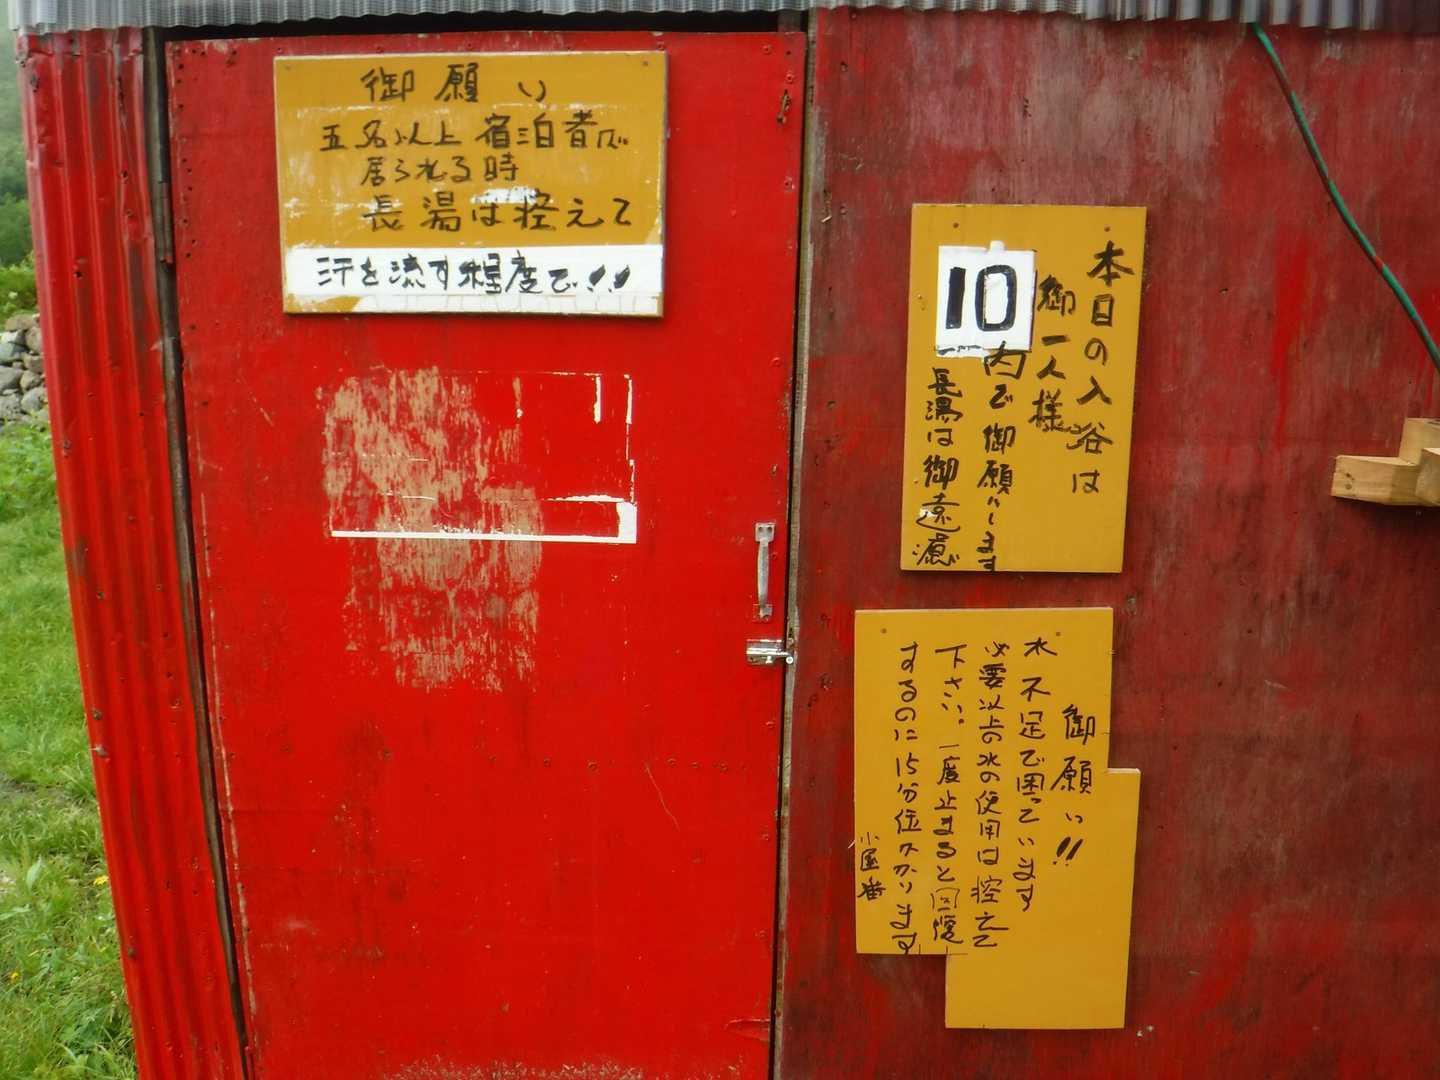 御願い
五名以上宿泊者が
居られる時
長湯は控えて
汗を流す程度で!!
本日の入浴は
御一人様
10
内で御願いします
長湯は御遠慮
御願い!!
水不足で困っています
必要以上の水の使用は控えて
下さい。一度止まると回復
するのに15分位かかります
小屋番